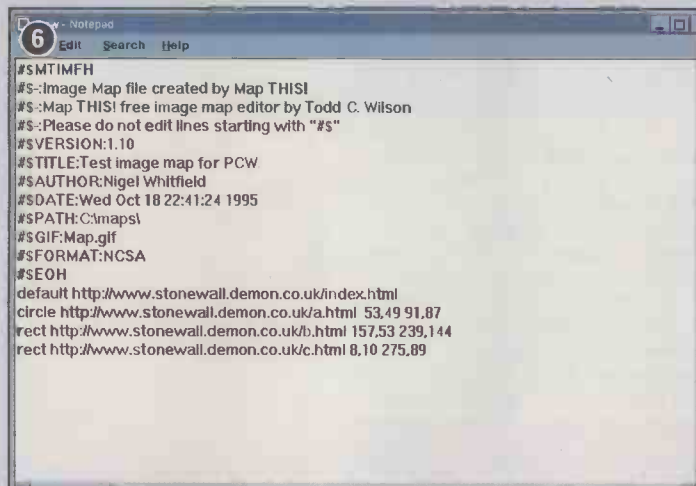 6
- Notepad
Edit Search Help
#$MTIMFH
#$-:Image Map file created by Map THIS!
#$-:Map THIS! free image map editor by Todd C. Wilson
#$-:Please do not edit lines starting with "#$"
#$VERSION:1.10
#$TITLE:Test image map for PCW
#$AUTHOR:Nigel Whitfield
#$DATE:Wed Oct 18 22:41:24 1995
#$PATH:C:\maps\
#$GIF:Map.gif
#$FORMAT:NCSA
#$EOH
default http://www.stonewall.demon.co.uk/index.html
circle http://www.stonewall.demon.co.uk/a.html 53,49 91,87
rect http://www.stonewall.demon.co.uk/b.html 157,53 239,144
rect http://www.stonewall.demon.co.uk/c.html 8,10 275,89